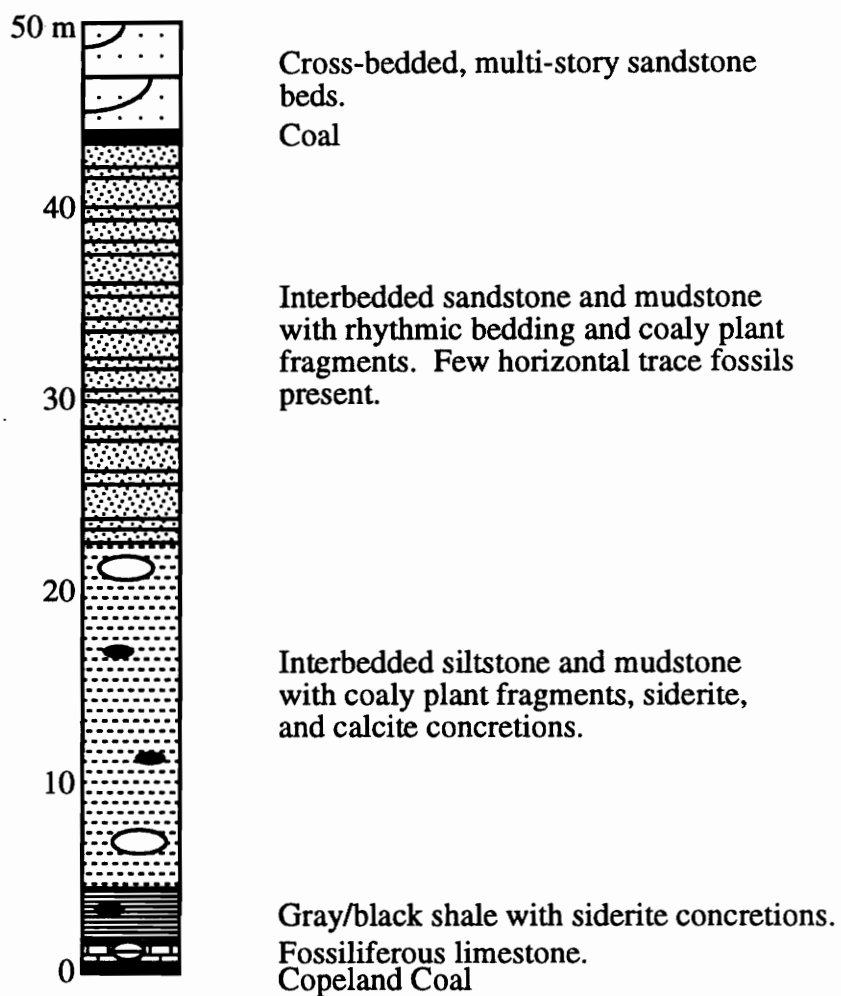 50 m
Cross-bedded, multi-story sandstone
beds.
Coal
40
Interbedded sandstone and mudstone
with rhythmic bedding and coaly plant
fragments. Few horizontal trace fossils
present.
30
20
Interbedded siltstone and mudstone
with coaly plant fragments, siderite,
and calcite concretions.
10
Gray/black shale with siderite concretions.
Fossiliferous limestone.
0
Copeland Coal